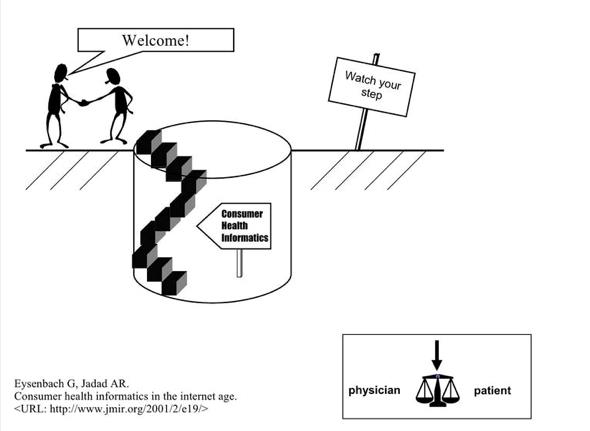 Welcome!
Watch your
step
Consumer
Health
Informatics
Eysenbach G, Jadad AR.
Consumer health informatics in the internet age.
<URL: http://www.jmir.org/2001/2/e19/>
physician patient